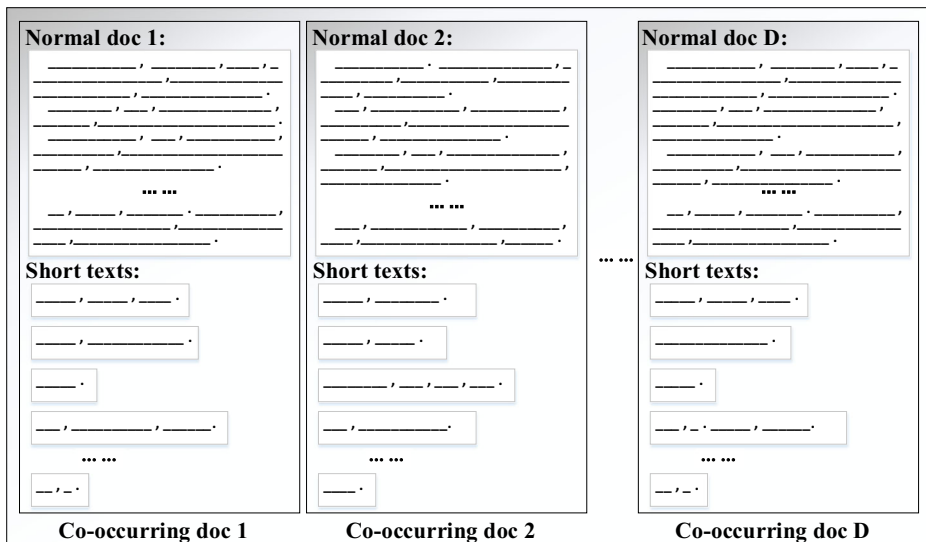 Normal doc 1:
... ...
Short texts:
... ...
Co-occurring doc 1
Normal doc 2:
... ...
Short texts:
... ...
Co-occurring doc 2
... ...
Normal doc D:
... ...
Short texts:
... ...
Co-occurring doc D